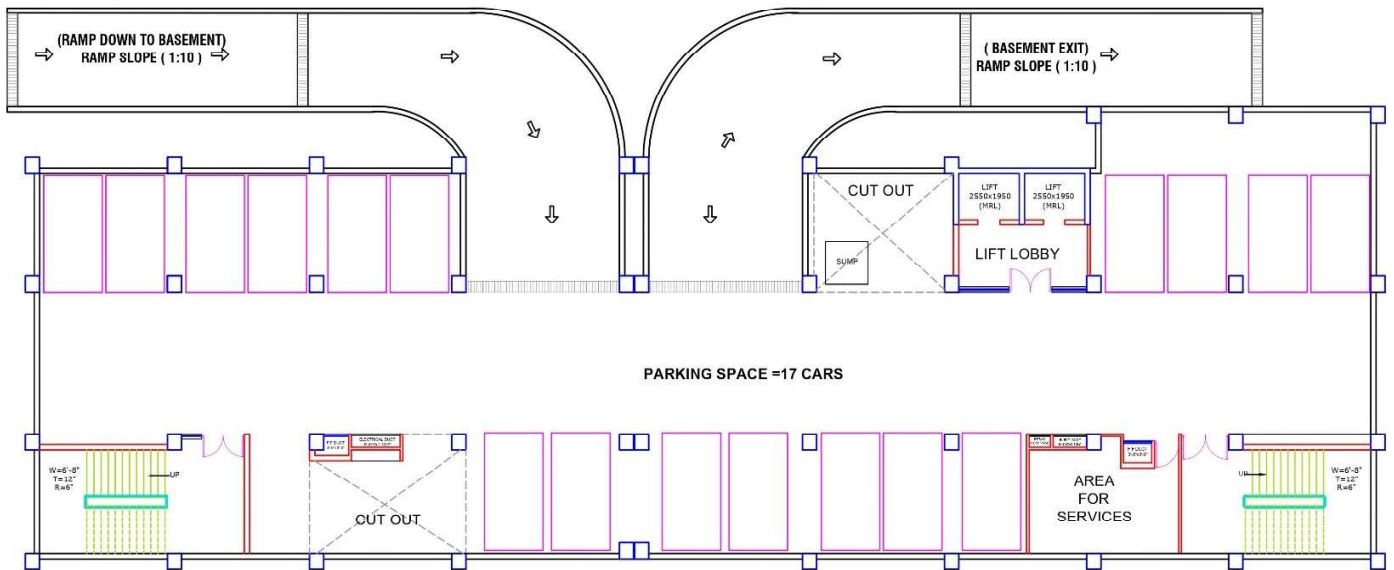 (RAMP DOWN TO BASEMENT)
RAMP SLOPE ( 1:10 )
( BASEMENT EXIT)
RAMP SLOPE ( 1:10 )
CUT OUT
LIFT
2550x1950
(MRL)
LIFT
2550x1950
(MRL)
SUMP
LIFT LOBBY
PARKING SPACE =17 CARS
W=6'-8"
T=12"
R=6"
UP
ELECTRICAL DUCT
CUT OUT
AREA
FOR
SERVICES
UP
W=6'-8"
T=12"
R=6"